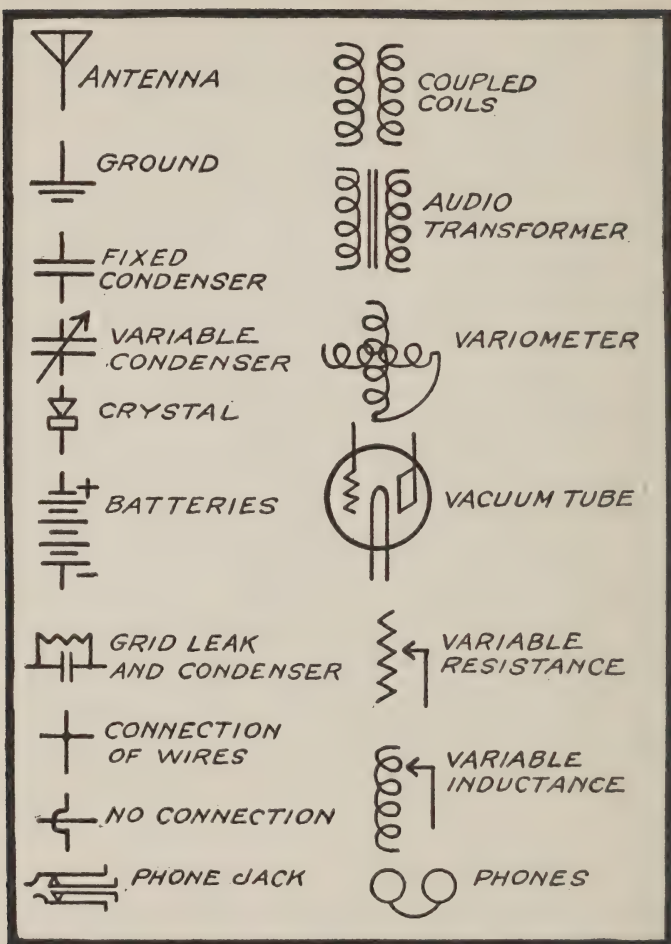 ANTENNA
GROUND
FIXED
CONDENSER
VARIABLE
CONDENSER
CRYSTAL
+
BATTERIES
-
GRID LEAK
AND CONDENSER
CONNECTION
OF WIRES
NO CONNECTION
PHONE JACK
COUPLED
COILS
AUDIO
TRANSFORMER
VARIOMETER
VACUUM TUBE
VARIABLE
RESISTANCE
VARIABLE
INDUCTANCE
PHONES